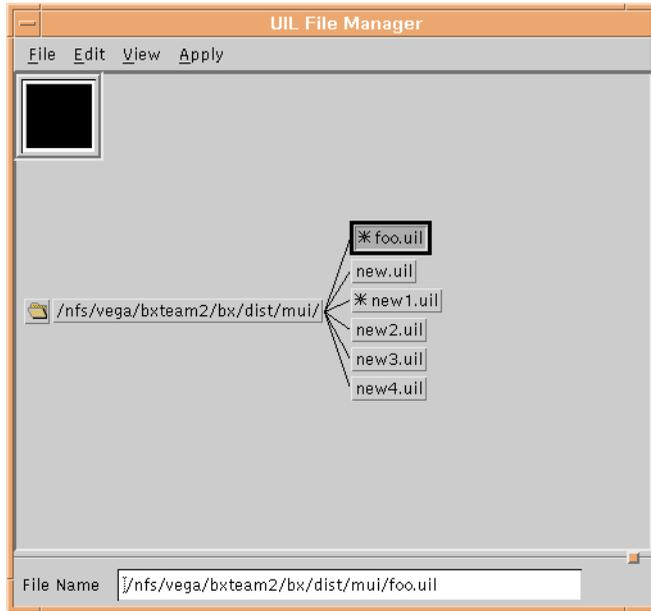 UIL File Manager
File Edit View Apply
* foo.uil
new.uil
/nfs/vega/bxteam2/bx/dist/mui/
* new1.uil
new2.uil
new3.uil
new4.uil
File Name /nfs/vega/bxteam2/bx/dist/mui/foo.uil